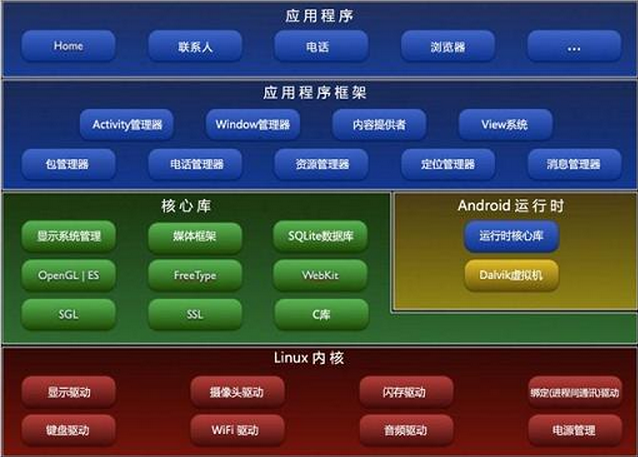 应用程序
Home 联系人 电话 浏览器 ...
应用程序框架
Activity管理器 Window管理器 内容提供者 View系统
包管理器 电话管理器 资源管理器 定位管理器 消息管理器
核心库 Android 运行时
显示系统管理 媒体框架 SQLite数据库 运行时核心库
OpenGL | ES FreeType WebKit Dalvik虚拟机
SGL SSL C库
Linux 内核
显示驱动 摄像头驱动 闪存驱动 绑定(进程间通讯)驱动
键盘驱动 WiFi 驱动 音频驱动 电源管理